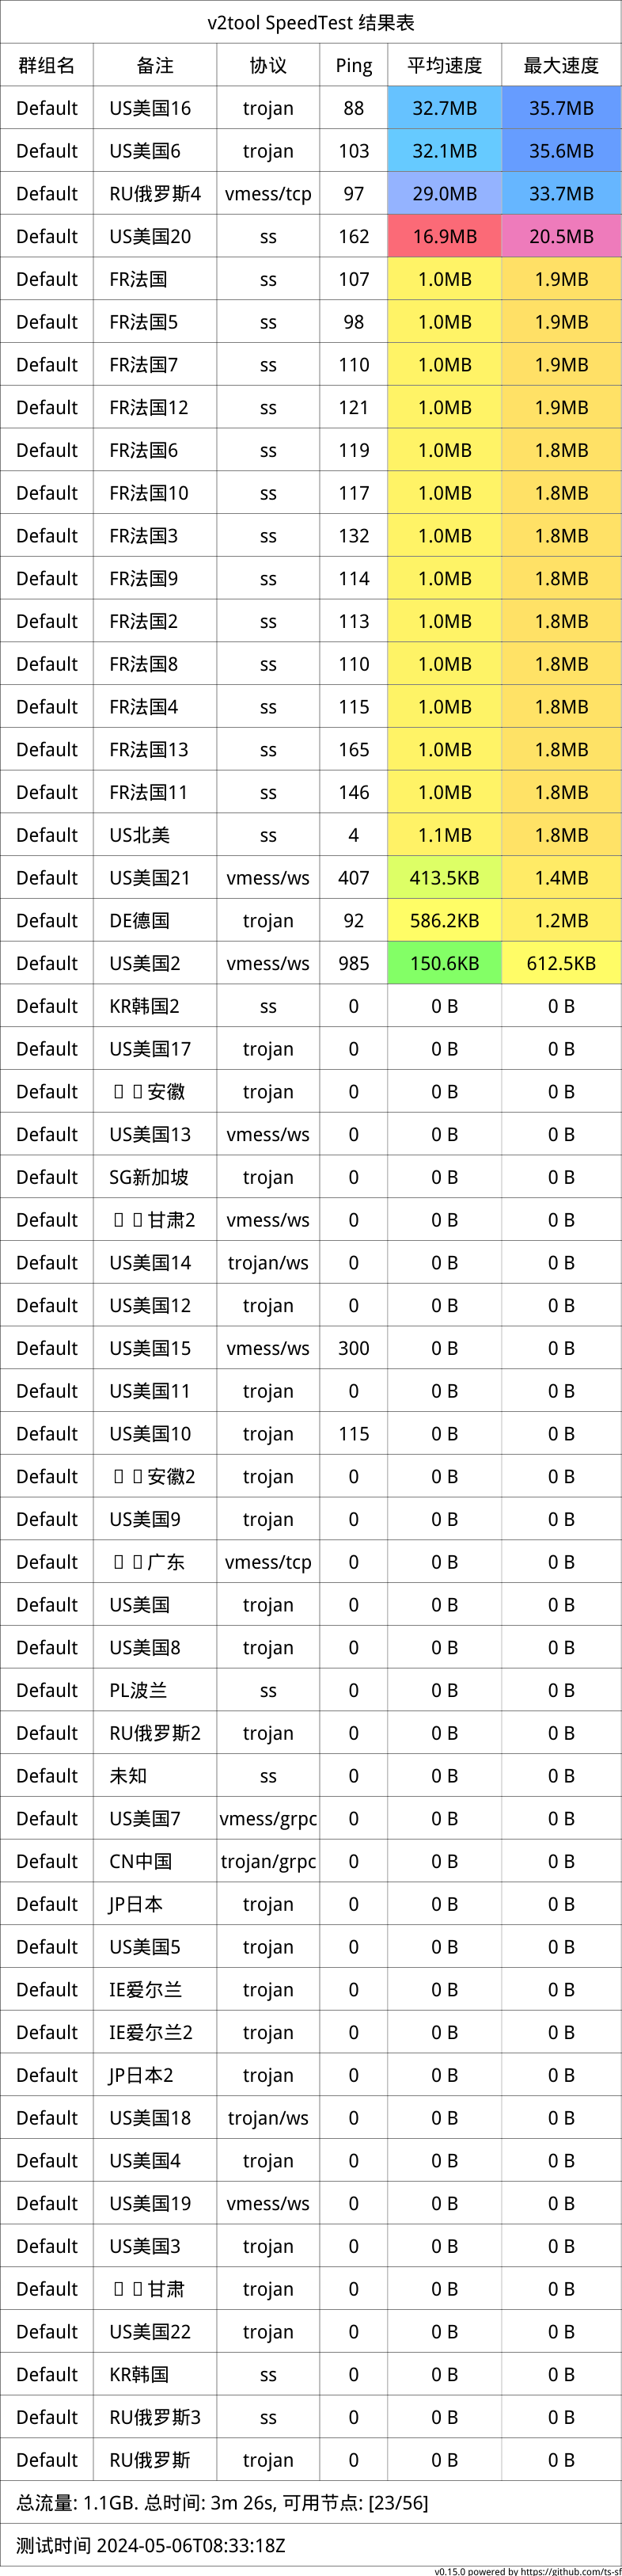 v2tool SpeedTest 结果表
群组名 备注 协议 Ping 平均速度 最大速度
Default US美国16 trojan 88 32.7MB 35.7MB
Default US美国6 trojan 103 32.1MB 35.6MB
Default RU俄罗斯4 vmess/tcp 97 29.0MB 33.7MB
Default US美国20 ss 162 16.9MB 20.5MB
Default FR法国 ss 107 1.0MB 1.9MB
Default FR法国5 ss 98 1.0MB 1.9MB
Default FR法国7 ss 110 1.0MB 1.9MB
Default FR法国12 ss 121 1.0MB 1.9MB
Default FR法国6 ss 119 1.0MB 1.8MB
Default FR法国10 ss 117 1.0MB 1.8MB
Default FR法国3 ss 132 1.0MB 1.8MB
Default FR法国9 ss 114 1.0MB 1.8MB
Default FR法国2 ss 113 1.0MB 1.8MB
Default FR法国8 ss 110 1.0MB 1.8MB
Default FR法国4 ss 115 1.0MB 1.8MB
Default FR法国13 ss 165 1.0MB 1.8MB
Default FR法国11 ss 146 1.0MB 1.8MB
Default US北美 ss 4 1.1MB 1.8MB
Default US美国21 vmess/ws 407 413.5KB 1.4MB
Default DE德国 trojan 92 586.2KB 1.2MB
Default US美国2 vmess/ws 985 150.6KB 612.5KB
Default KR韩国2 ss 0 0 B 0 B
Default US美国17 trojan 0 0 B 0 B
Default 安徽 trojan 0 0 B 0 B
Default US美国13 vmess/ws 0 0 B 0 B
Default SG新加坡 trojan 0 0 B 0 B
Default 甘肃2 vmess/ws 0 0 B 0 B
Default US美国14 trojan/ws 0 0 B 0 B
Default US美国12 trojan 0 0 B 0 B
Default US美国15 vmess/ws 300 0 B 0 B
Default US美国11 trojan 0 0 B 0 B
Default US美国10 trojan 115 0 B 0 B
Default 安徽2 trojan 0 0 B 0 B
Default US美国9 trojan 0 0 B 0 B
Default 广东 vmess/tcp 0 0 B 0 B
Default US美国 trojan 0 0 B 0 B
Default US美国8 trojan 0 0 B 0 B
Default PL波兰 ss 0 0 B 0 B
Default RU俄罗斯2 trojan 0 0 B 0 B
Default 未知 ss 0 0 B 0 B
Default US美国7 vmess/grpc 0 0 B 0 B
Default CN中国 trojan/grpc 0 0 B 0 B
Default JP日本 trojan 0 0 B 0 B
Default US美国5 trojan 0 0 B 0 B
Default IE爱尔兰 trojan 0 0 B 0 B
Default IE爱尔兰2 trojan 0 0 B 0 B
Default JP日本2 trojan 0 0 B 0 B
Default US美国18 trojan/ws 0 0 B 0 B
Default US美国4 trojan 0 0 B 0 B
Default US美国19 vmess/ws 0 0 B 0 B
Default US美国3 trojan 0 0 B 0 B
Default 甘肃 trojan 0 0 B 0 B
Default US美国22 trojan 0 0 B 0 B
Default KR韩国 ss 0 0 B 0 B
Default RU俄罗斯3 ss 0 0 B 0 B
Default RU俄罗斯 trojan 0 0 B 0 B
总流量: 1.1GB. 总时间: 3m 26s, 可用节点: [23/56]
测试时间 2024-05-06T08:33:18Z
v0.15.0 powered by https://github.com/ts-sf